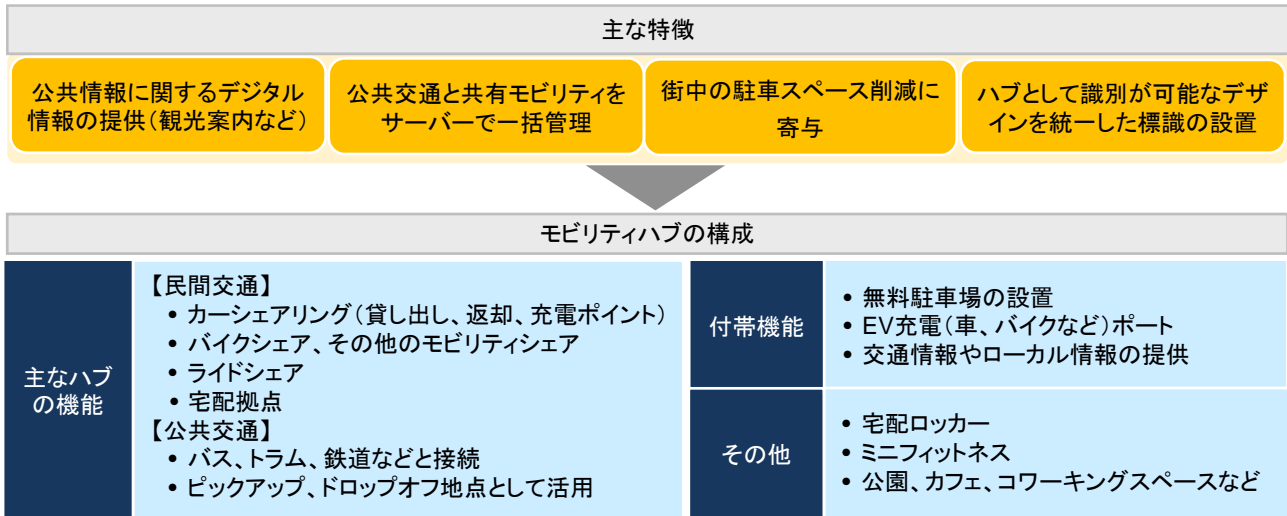 主な特徴
公共情報に関するデジタル
情報の提供（観光案内など）
公共交通と共有モビリティを
サーバーで一括管理
街中の駐車スペース削減に
寄与
ハブとして識別が可能なデザ
インを統一した標識の設置
モビリティハブの構成
主なハブ
の機能
【民間交通】
• カーシェアリング（貸し出し、返却、充電ポイント）
• バイクシェア、その他のモビリティシェア
• ライドシェア
• 宅配拠点
【公共交通】
• バス、トラム、鉄道などと接続
• ピックアップ、ドロップオフ地点として活用
付帯機能
• 無料駐車場の設置
• EV充電（車、バイクなど）ポート
• 交通情報やローカル情報の提供
その他
• 宅配ロッカー
• ミニフィットネス
• 公園、カフェ、コワーキングスペースなど